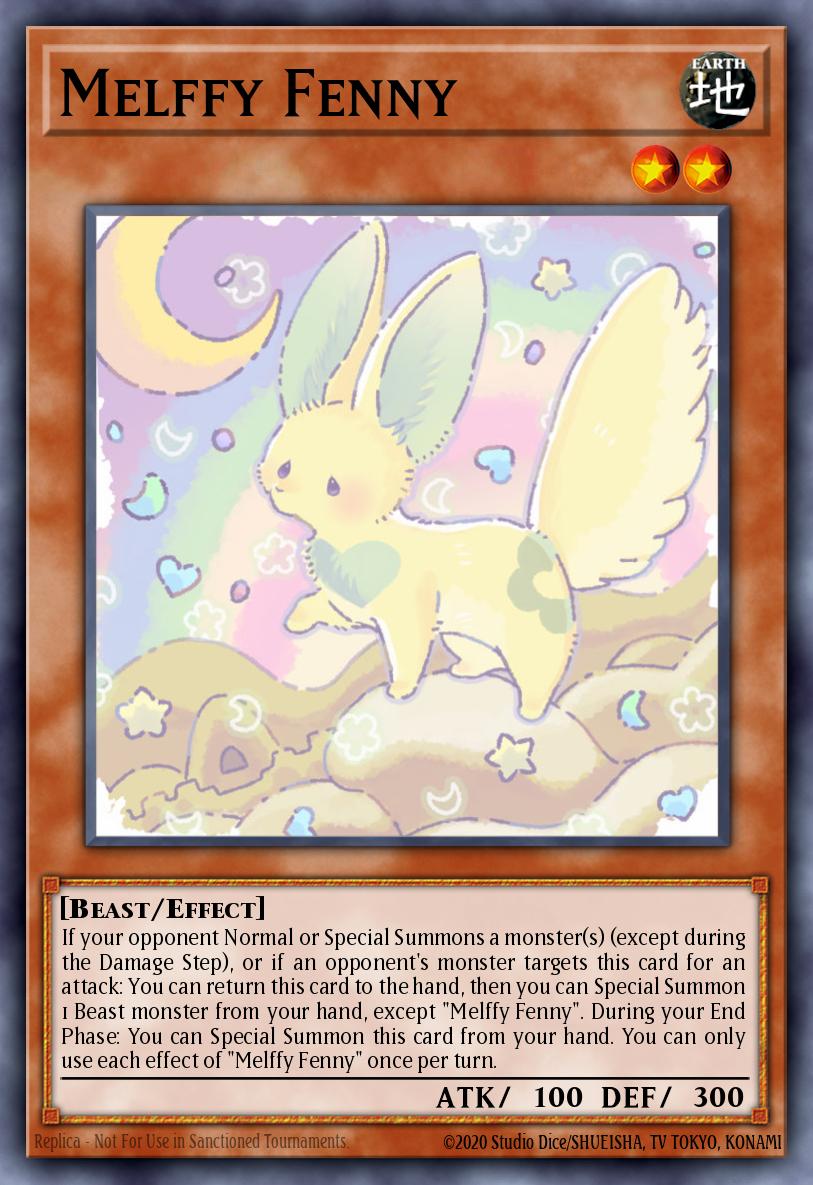 Melffy Fenny
EARTH
地
[Beast/Effect]
If your opponent Normal or Special Summons a monster(s) (except during
the Damage Step), or if an opponent's monster targets this card for an
attack: You can return this card to the hand, then you can Special Summon
1 Beast monster from your hand, except "Melffy Fenny". During your End
Phase: You can Special Summon this card from your hand. You can only
use each effect of "Melffy Fenny" once per turn.
ATK/ 100 DEF/ 300
Replica - Not For Use in Sanctioned Tournaments.
©2020 Studio Dice/SHUEISHA, TV TOKYO, KONAMI